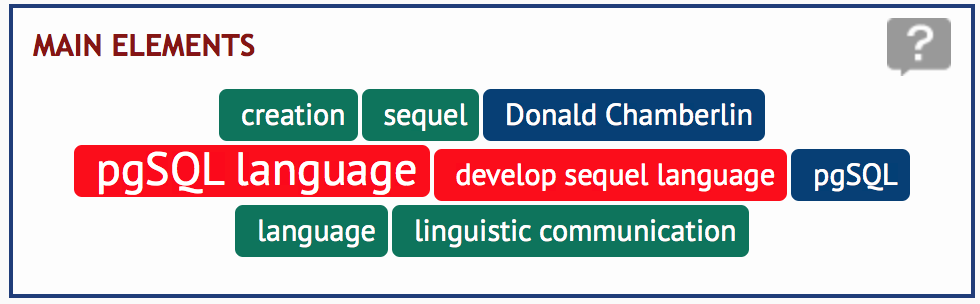 MAIN ELEMENTS
?
creation sequel Donald Chamberlin
pgSQL language develop sequel language pgSQL
language linguistic communication